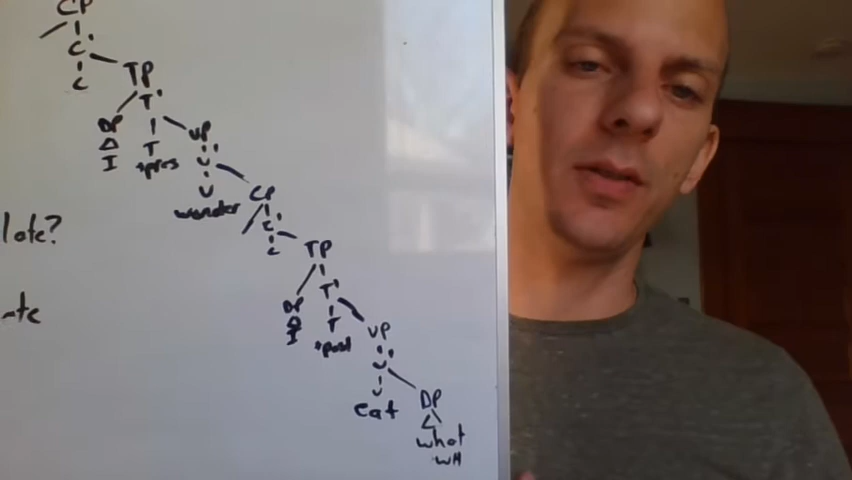 CP
C'
C
TP
T'
DP
I
T
+pres
VP
V'
V
wonder
CP
C'
C
late?
ate
TP
T'
DP
I
T
+past
VP
V'
V
eat
DP
what
WH